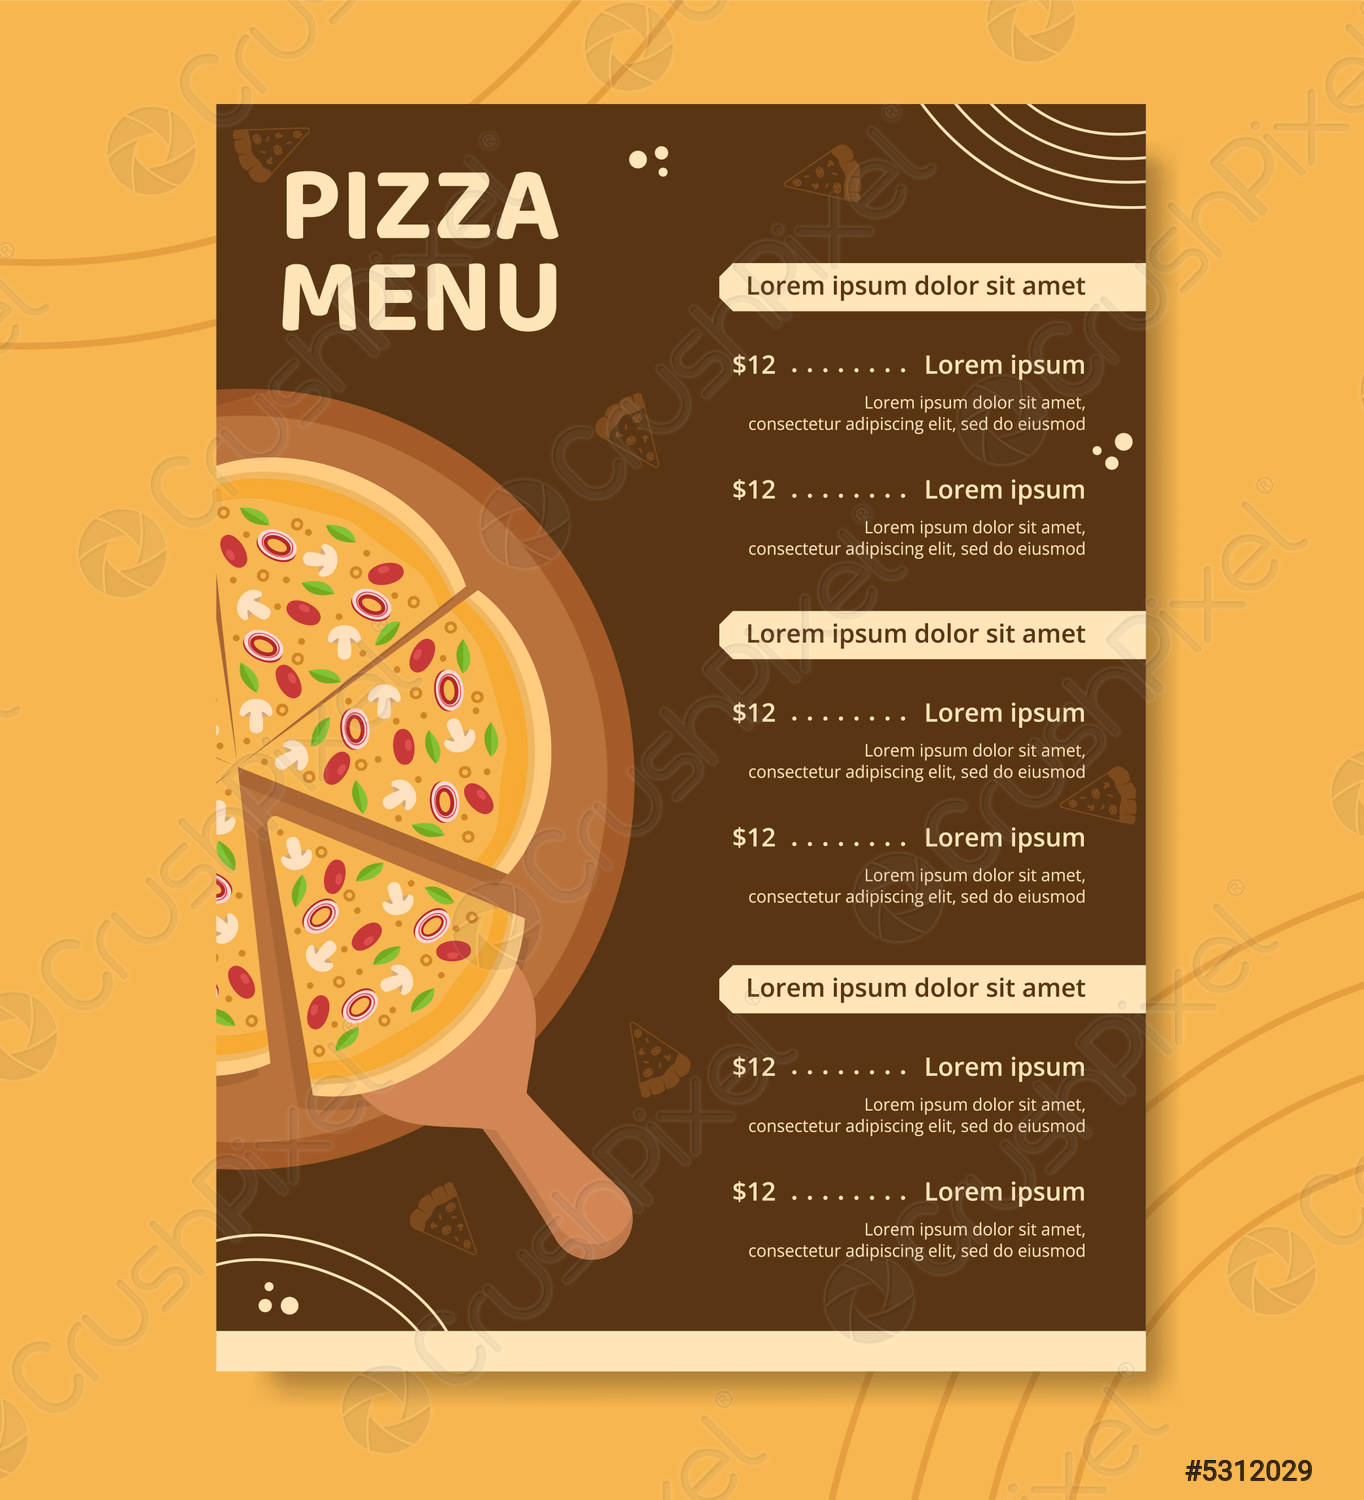 PIZZA
MENU
Lorem ipsum dolor sit amet
$12 ........ Lorem ipsum
Lorem ipsum dolor sit amet,
consectetur adipiscing elit, sed do eiusmod
$12 ........ Lorem ipsum
Lorem ipsum dolor sit amet,
consectetur adipiscing elit, sed do eiusmod
Lorem ipsum dolor sit amet
$12 ........ Lorem ipsum
Lorem ipsum dolor sit amet,
consectetur adipiscing elit, sed do eiusmod
$12 ........ Lorem ipsum
Lorem ipsum dolor sit amet,
consectetur adipiscing elit, sed do eiusmod
Lorem ipsum dolor sit amet
$12 ........ Lorem ipsum
Lorem ipsum dolor sit amet,
consectetur adipiscing elit, sed do eiusmod
$12 ........ Lorem ipsum
Lorem ipsum dolor sit amet,
consectetur adipiscing elit, sed do eiusmod
CrushPixel®
#5312029